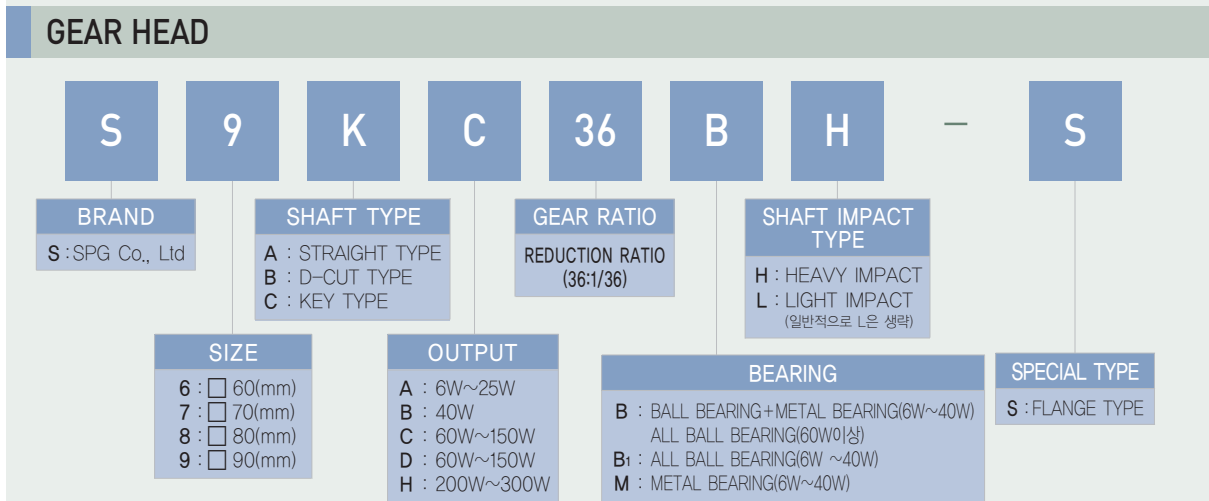 GEAR HEAD
S 9 K C 36 B H – S
BRAND
S : SPG Co., Ltd
SHAFT TYPE
A : STRAIGHT TYPE
B : D-CUT TYPE
C : KEY TYPE
GEAR RATIO
REDUCTION RATIO
(36:1/36)
SHAFT IMPACT
TYPE
H : HEAVY IMPACT
L : LIGHT IMPACT
(일반적으로 L은 생략)
SIZE
6 : □ 60(mm)
7 : □ 70(mm)
8 : □ 80(mm)
9 : □ 90(mm)
OUTPUT
A : 6W~25W
B : 40W
C : 60W~150W
D : 60W~150W
H : 200W~300W
BEARING
B : BALL BEARING+METAL BEARING(6W~40W)
ALL BALL BEARING(60W이상)
B1 : ALL BALL BEARING(6W ~40W)
M : METAL BEARING(6W~40W)
SPECIAL TYPE
S : FLANGE TYPE